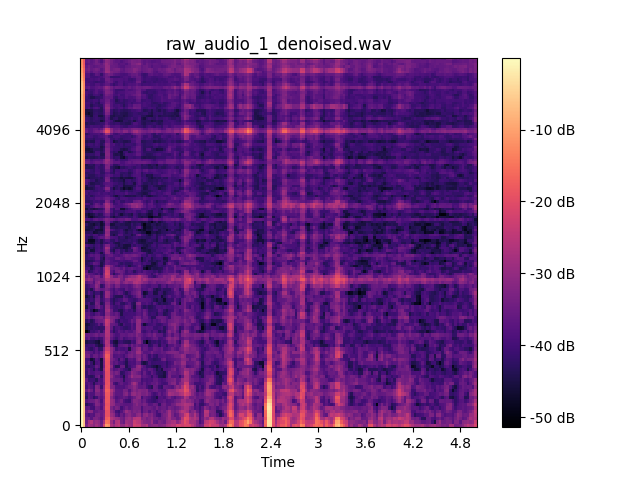 raw_audio_1_denoised.wav
Hz
4096
2048
1024
512
0
0 0.6 1.2 1.8 2.4 3 3.6 4.2 4.8
Time
-10 dB
-20 dB
-30 dB
-40 dB
-50 dB